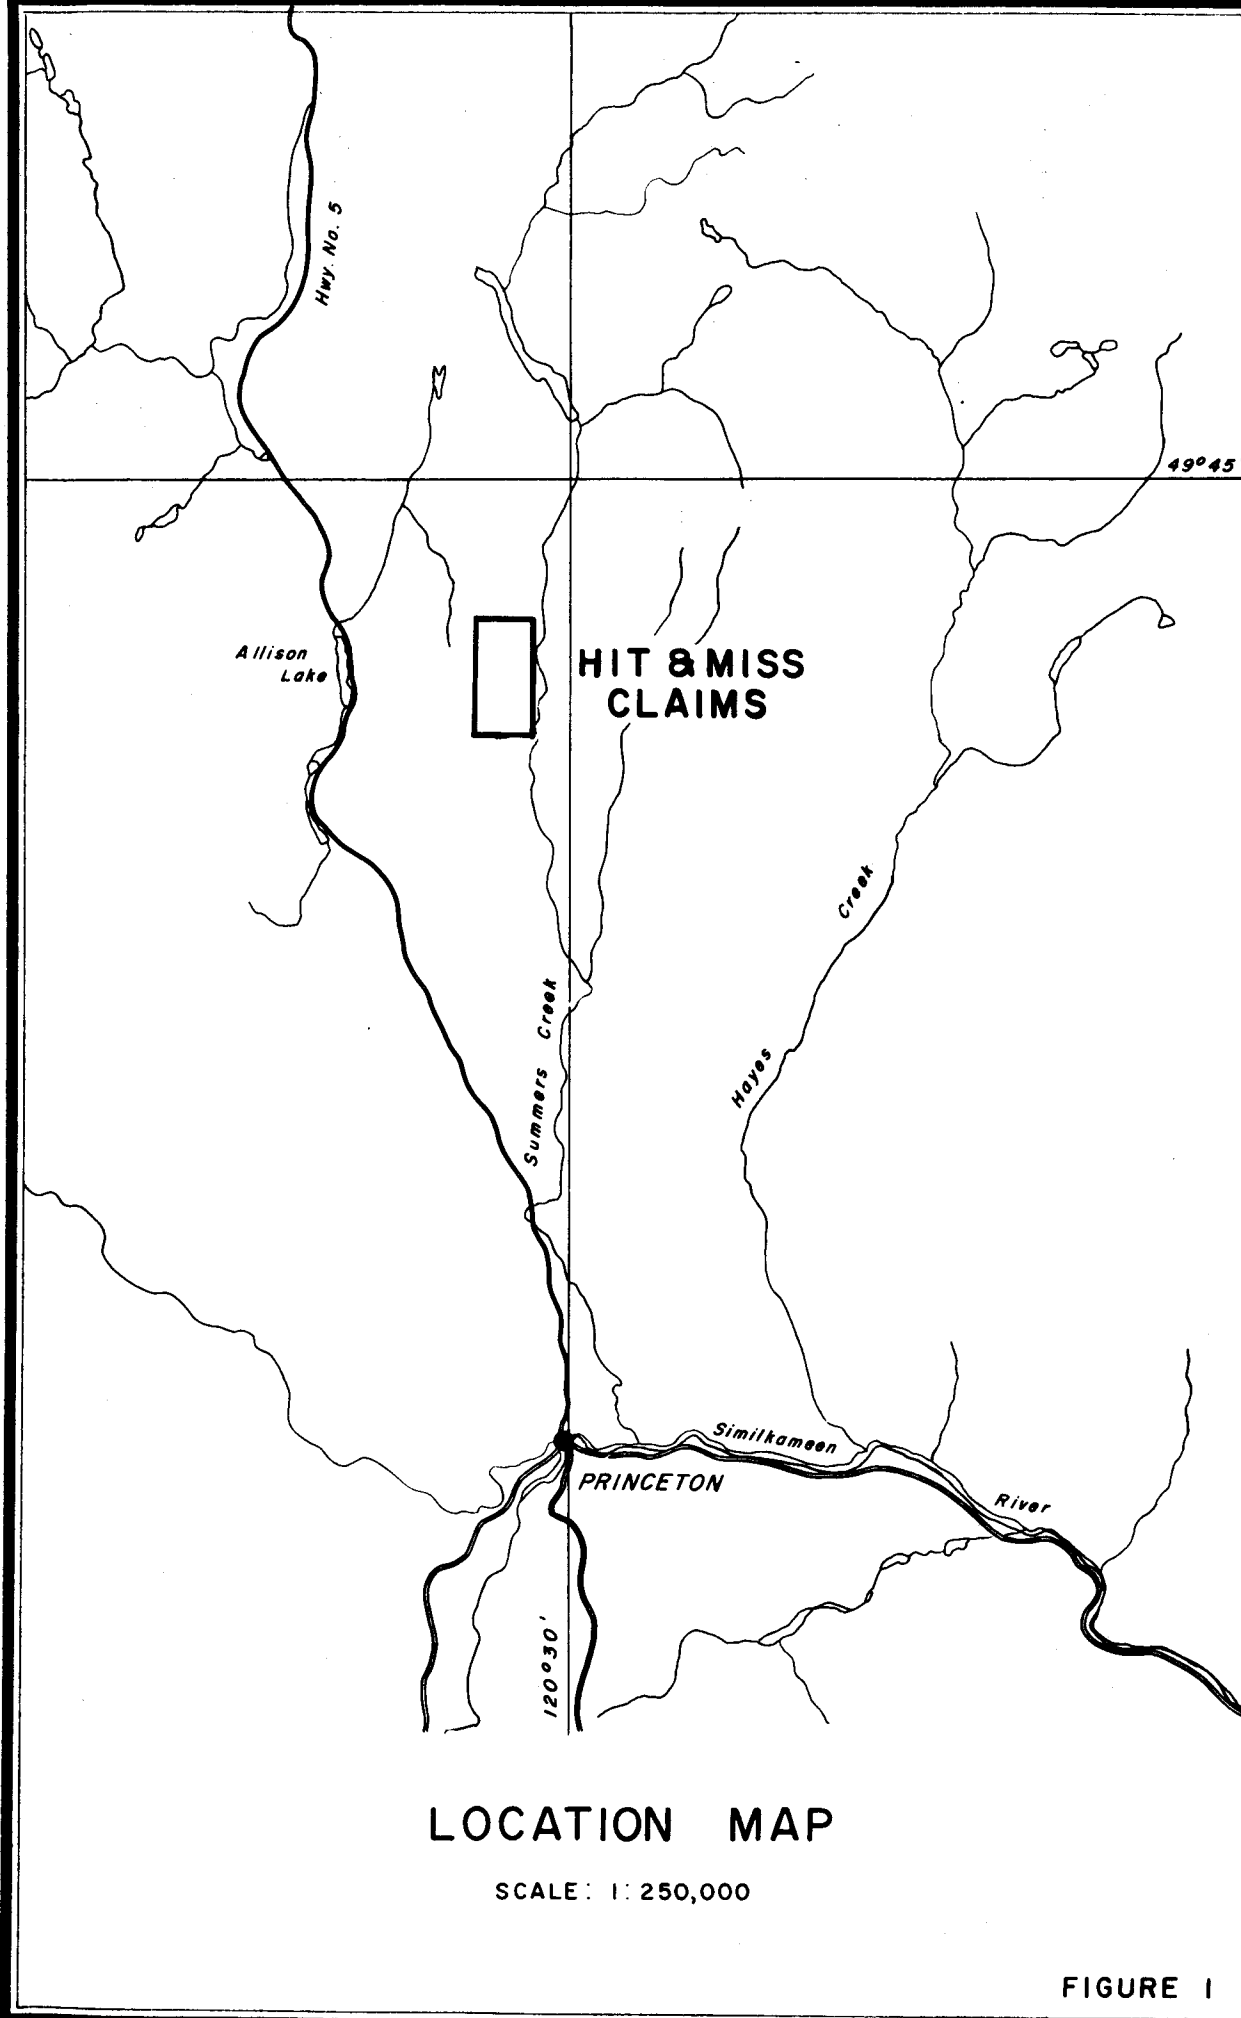 Hwy. No. 5
49°45
Allison
Lake
HIT & MISS
CLAIMS
Creek
Summers Creek
Hayes
Similkameen
PRINCETON
River
120°30'
LOCATION MAP
SCALE: 1:250,000
FIGURE 1